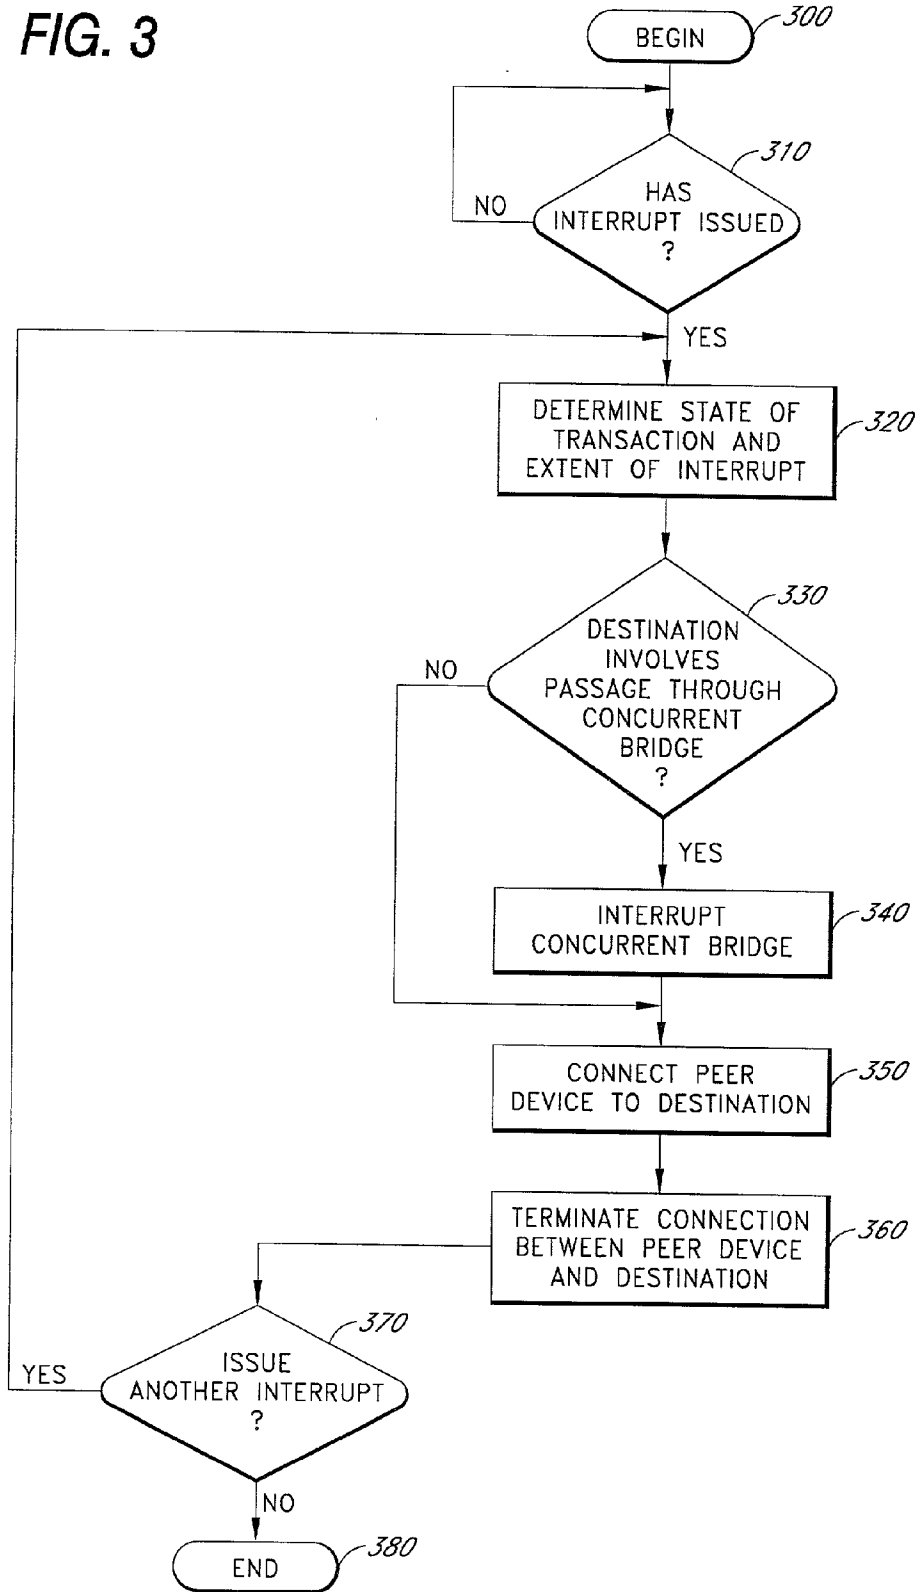 FIG. 3
300
BEGIN
310
HAS
INTERRUPT ISSUED
?
NO
YES
DETERMINE STATE OF
TRANSACTION AND
EXTENT OF INTERRUPT
320
330
DESTINATION
INVOLVES
PASSAGE THROUGH
CONCURRENT
BRIDGE
?
NO
YES
INTERRUPT
CONCURRENT BRIDGE
340
CONNECT PEER
DEVICE TO DESTINATION
350
TERMINATE CONNECTION
BETWEEN PEER DEVICE
AND DESTINATION
360
370
ISSUE
ANOTHER INTERRUPT
?
YES
NO
END
380